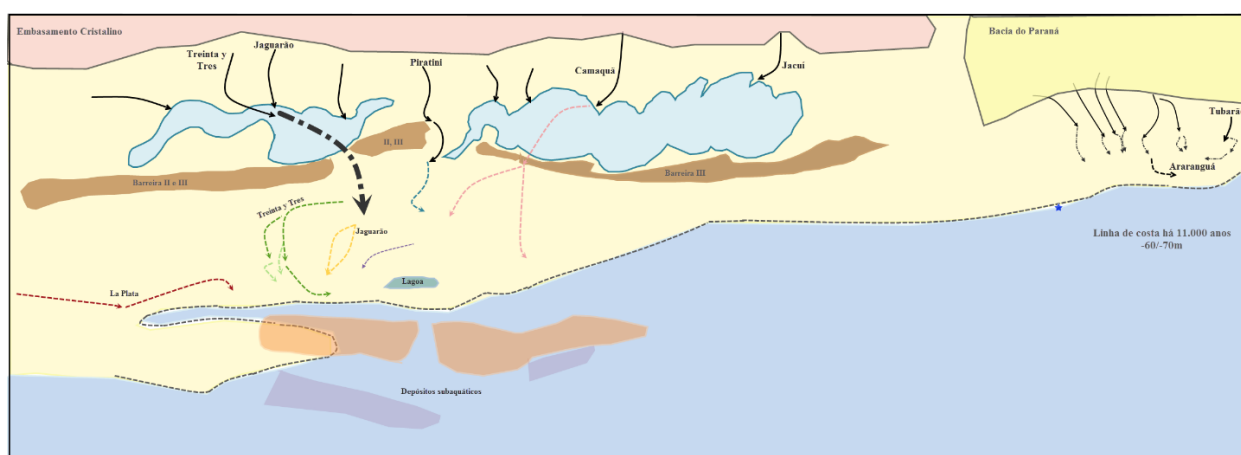 Embasamento Cristalino
Bacia do Paraná
Treinta y
Tres
Jaguarão
Piratini
Camaquã
Jacuí
Tubarão
II, III
Barreira II e III
Barreira III
Araranguá
Treinta y Tres
Jaguarão
Linha de costa há 11.000 anos
-60/-70m
Lagoa
La Plata
Depósitos subaquáticos